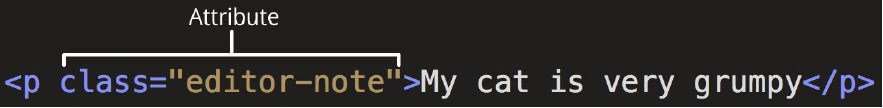 Attribute
<p class="editor-note">My cat is very grumpy</p>